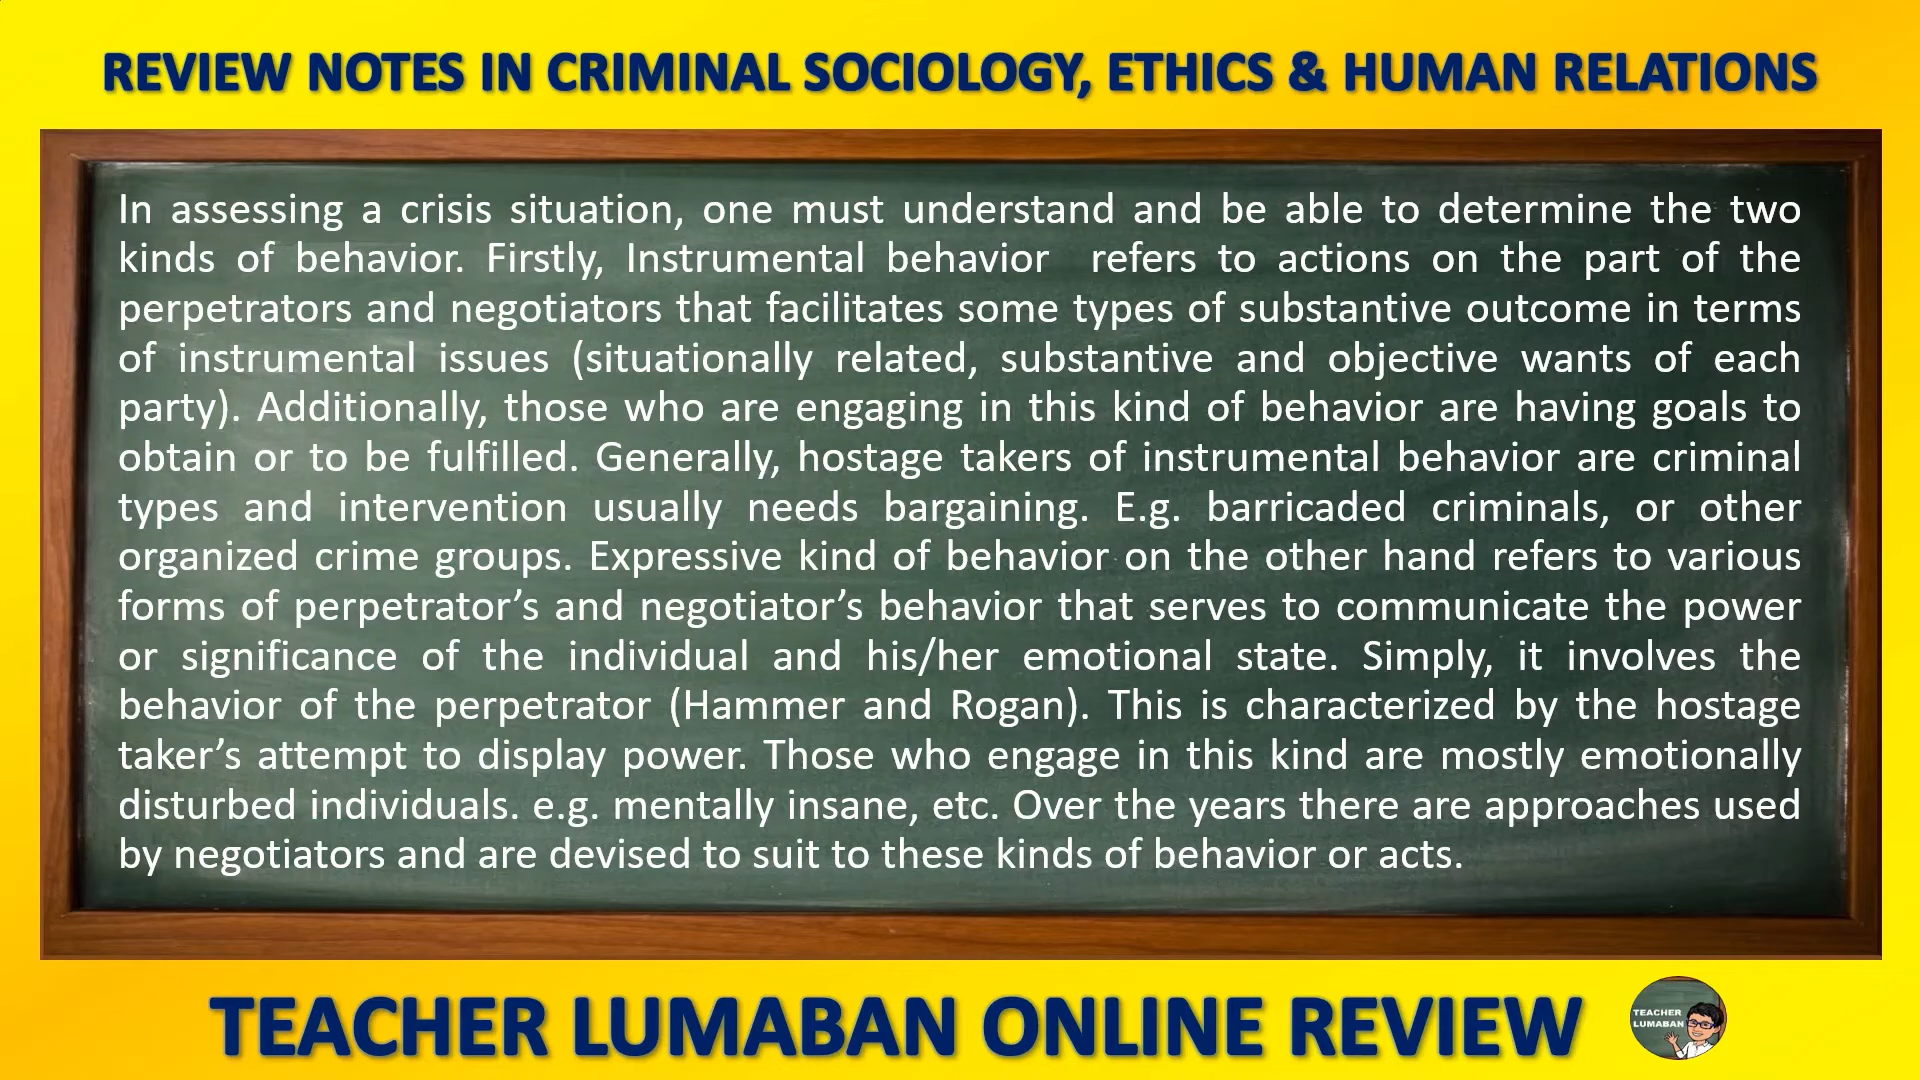 REVIEW NOTES IN CRIMINAL SOCIOLOGY, ETHICS & HUMAN RELATIONS
In assessing a crisis situation, one must understand and be able to determine the two
kinds of behavior. Firstly, Instrumental behavior  refers to actions on the part of the
perpetrators and negotiators that facilitates some types of substantive outcome in terms
of instrumental issues (situationally related, substantive and objective wants of each
party). Additionally, those who are engaging in this kind of behavior are having goals to
obtain or to be fulfilled. Generally, hostage takers of instrumental behavior are criminal
types and intervention usually needs bargaining. E.g. barricaded criminals, or other
organized crime groups. Expressive kind of behavior on the other hand refers to various
forms of perpetrator’s and negotiator’s behavior that serves to communicate the power
or significance of the individual and his/her emotional state. Simply, it involves the
behavior of the perpetrator (Hammer and Rogan). This is characterized by the hostage
taker’s attempt to display power. Those who engage in this kind are mostly emotionally
disturbed individuals. e.g. mentally insane, etc. Over the years there are approaches used
by negotiators and are devised to suit to these kinds of behavior or acts.
TEACHER LUMABAN ONLINE REVIEW
TEACHER
LUMABAN